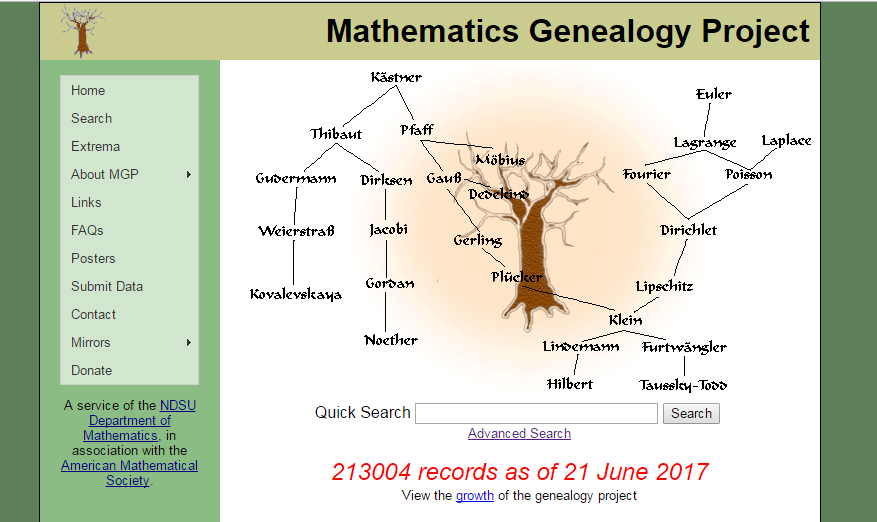 Mathematics Genealogy Project
Home
Search
Extrema
About MGP
Links
FAQs
Posters
Submit Data
Contact
Mirrors
Donate
A service of the NDSU
Department of
Mathematics, in
association with the
American Mathematical
Society.
Kästner
Euler
Thibaut Pfaff
Lagrange Laplace
Möbius
Gudermann Dirksen Gauß Fourier Poisson
Dedekind
Weierstraß Jacobi Gerling Dirichlet
Plücker
Kovalevskaya Gordan Lipschitz
Klein
Noether Lindemann Furtwängler
Hilbert Taussky-Todd
Quick Search Search
Advanced Search
213004 records as of 21 June 2017
View the growth of the genealogy project